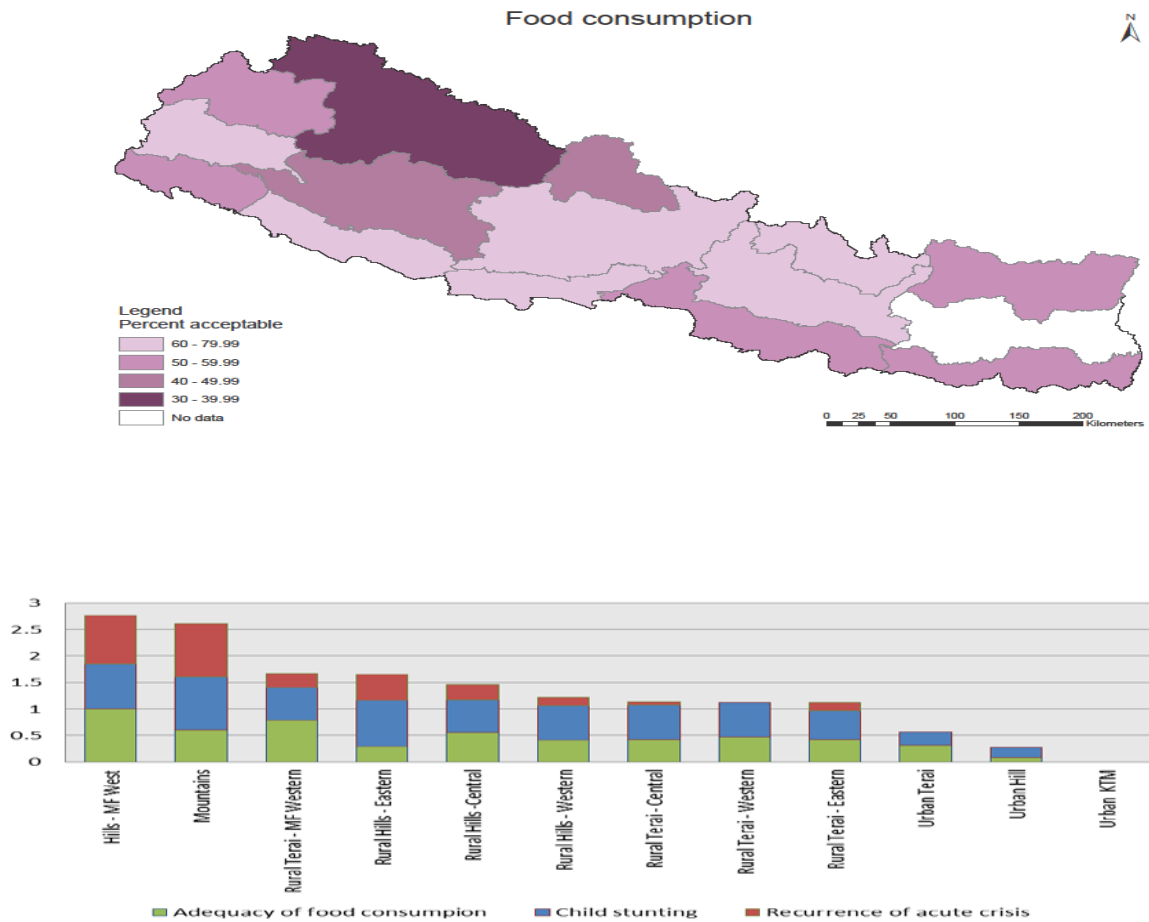 Food consumption
N
Legend
Percent acceptable
60 - 79.99
50 - 59.99
40 - 49.99
30 - 39.99
No data
0 25 50 100 150 200
Kilometers
3
2.5
2
1.5
1
0.5
0
Hills - MF West
Mountains
Rural Terai - MF Western
Rural Hills - Eastern
Rural Hills -Central
Rural Hills - Western
Rural Terai - Central
Rural Terai - Western
Rural Terai - Eastern
Urban Terai
Urban Hill
Urban KTM
Adequacy of food consumpion
Child stunting
Recurrence of acute crisis